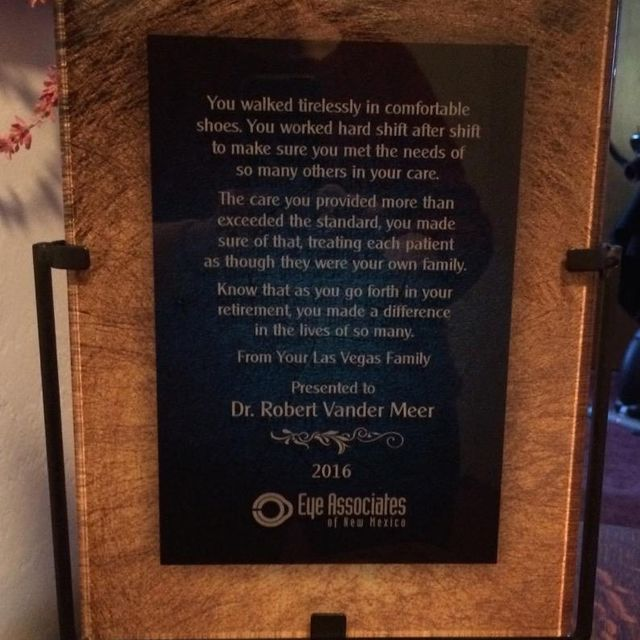 You walked tirelessly in comfortable
shoes. You worked hard shift after shift
to make sure you met the needs of
so many others in your care.
The care you provided more than
exceeded the standard, you made
sure of that, treating each patient
as though they were your own family.
Know that as you go forth in your
retirement, you made a difference
in the lives of so many.
From Your Las Vegas Family
Presented to
Dr. Robert Vander Meer
2016
Eye Associates
of New Mexico